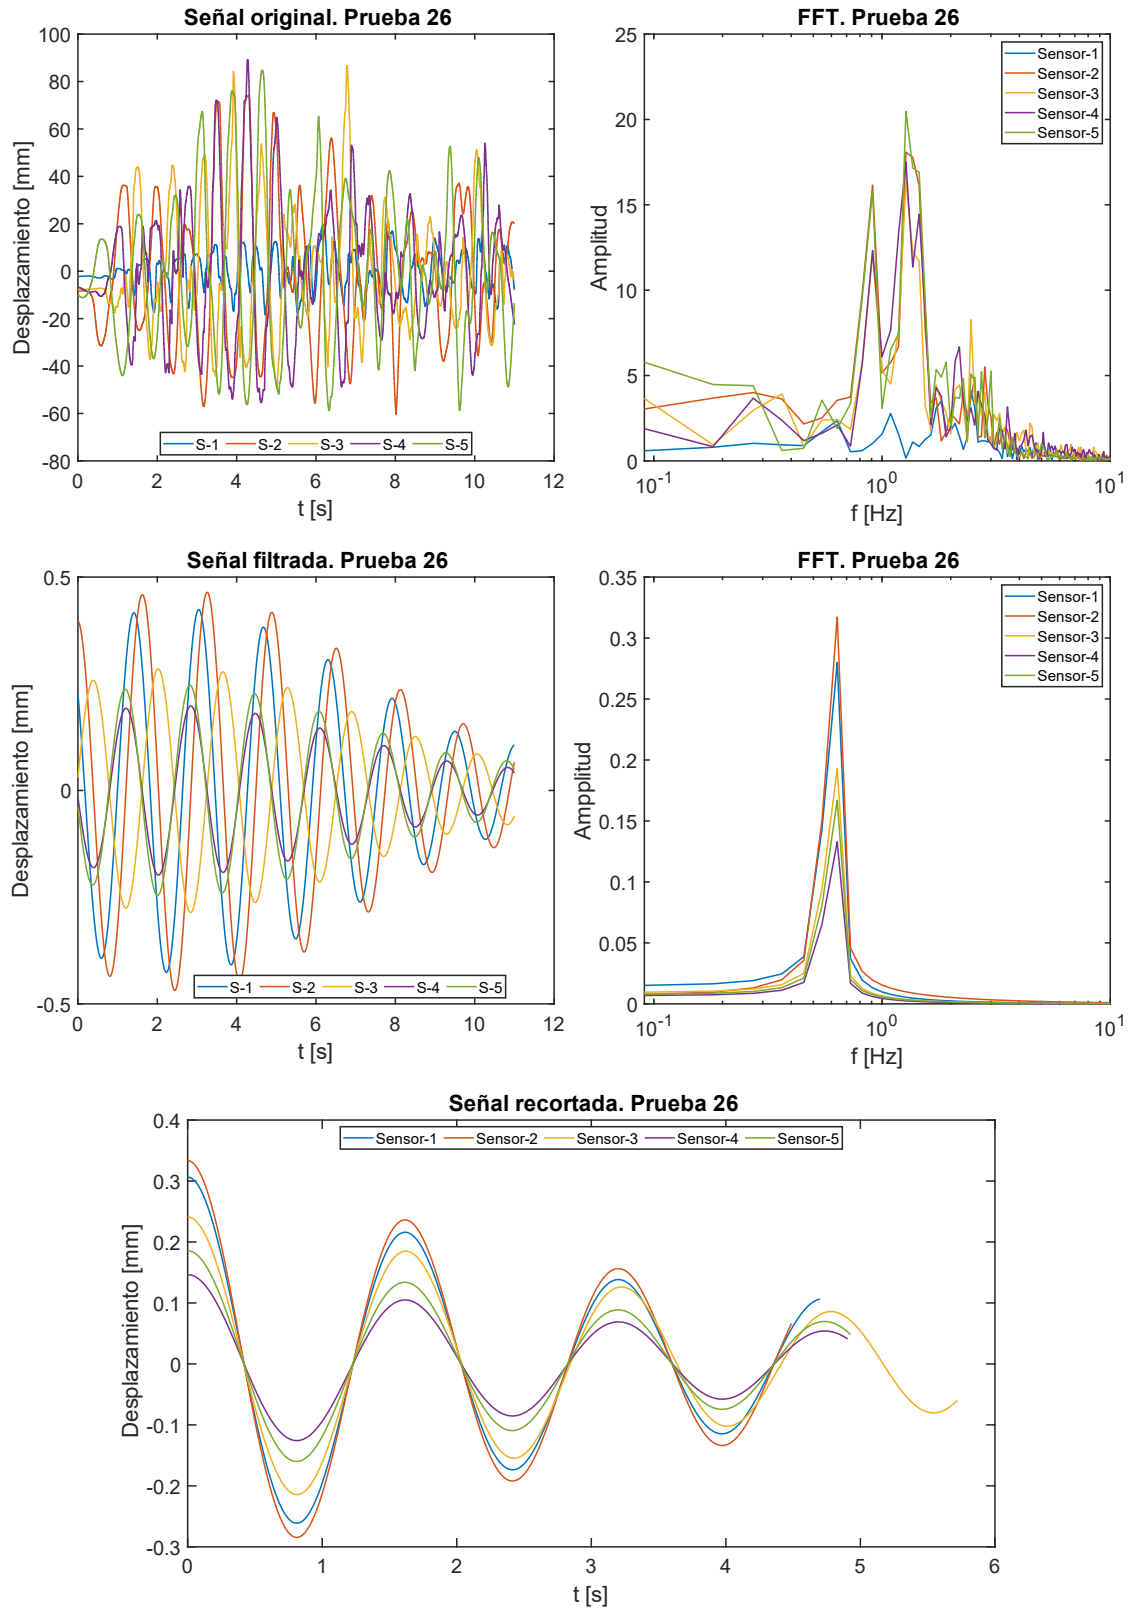 Señal original. Prueba 26
Desplazamiento [mm]
100
80
60
40
20
0
-20
-40
-60
-80
S-1 S-2 S-3 S-4 S-5
0 2 4 6 8 10 12
t [s]
FFT. Prueba 26
Amplitud
25
20
15
10
5
0
Sensor-1
Sensor-2
Sensor-3
Sensor-4
Sensor-5
10-1 100 101
f [Hz]
Señal filtrada. Prueba 26
Desplazamiento [mm]
0.5
0
-0.5
S-1 S-2 S-3 S-4 S-5
0 2 4 6 8 10 12
t [s]
FFT. Prueba 26
Ampplitud
0.35
0.3
0.25
0.2
0.15
0.1
0.05
0
Sensor-1
Sensor-2
Sensor-3
Sensor-4
Sensor-5
10-1 100 101
f [Hz]
Señal recortada. Prueba 26
Desplazamiento [mm]
0.4
0.3
0.2
0.1
0
-0.1
-0.2
-0.3
Sensor-1 Sensor-2 Sensor-3 Sensor-4 Sensor-5
0 1 2 3 4 5 6
t [s]